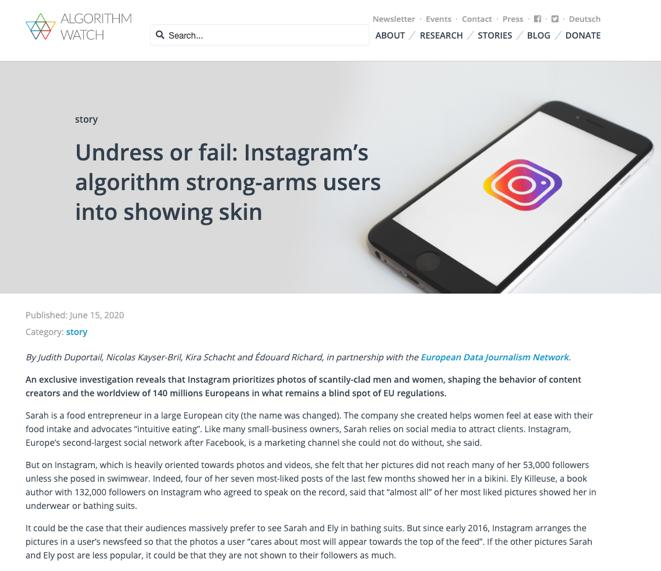 ALGORITHM
WATCH
Newsletter · Events · Contact · Press · · · Deutsch
Search...
ABOUT / RESEARCH / STORIES / BLOG / DONATE
story
Undress or fail: Instagram’s
algorithm strong-arms users
into showing skin
Published: June 15, 2020
Category: story
By Judith Duportail, Nicolas Kayser-Bril, Kira Schacht and Édouard Richard, in partnership with the European Data Journalism Network.
An exclusive investigation reveals that Instagram prioritizes photos of scantily-clad men and women, shaping the behavior of content
creators and the worldview of 140 millions Europeans in what remains a blind spot of EU regulations.
Sarah is a food entrepreneur in a large European city (the name was changed). The company she created helps women feel at ease with their
food intake and advocates “intuitive eating”. Like many small-business owners, Sarah relies on social media to attract clients. Instagram,
Europe’s second-largest social network after Facebook, is a marketing channel she could not do without, she said.
But on Instagram, which is heavily oriented towards photos and videos, she felt that her pictures did not reach many of her 53,000 followers
unless she posed in swimwear. Indeed, four of her seven most-liked posts of the last few months showed her in a bikini. Ely Killeuse, a book
author with 132,000 followers on Instagram who agreed to speak on the record, said that “almost all” of her most liked pictures showed her in
underwear or bathing suits.
It could be the case that their audiences massively prefer to see Sarah and Ely in bathing suits. But since early 2016, Instagram arranges the
pictures in a user’s newsfeed so that the photos a user “cares about most will appear towards the top of the feed”. If the other pictures Sarah
and Ely post are less popular, it could be that they are not shown to their followers as much.